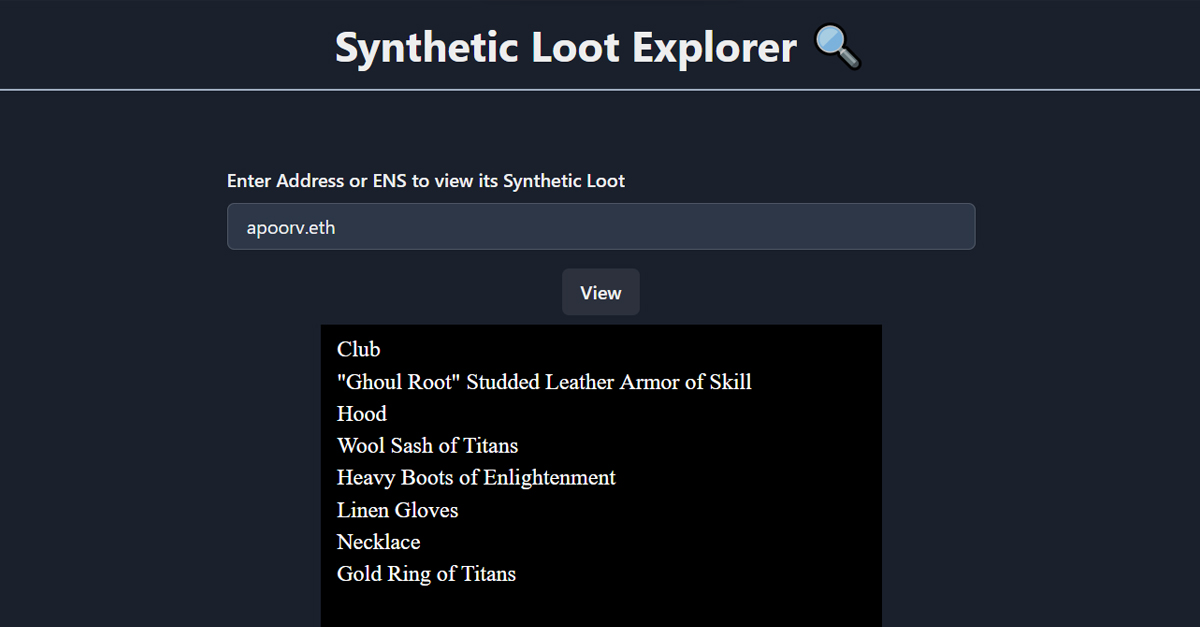 Synthetic Loot Explorer
Enter Address or ENS to view its Synthetic Loot
apoorv.eth
View
Club
"Ghoul Root" Studded Leather Armor of Skill
Hood
Wool Sash of Titans
Heavy Boots of Enlightenment
Linen Gloves
Necklace
Gold Ring of Titans